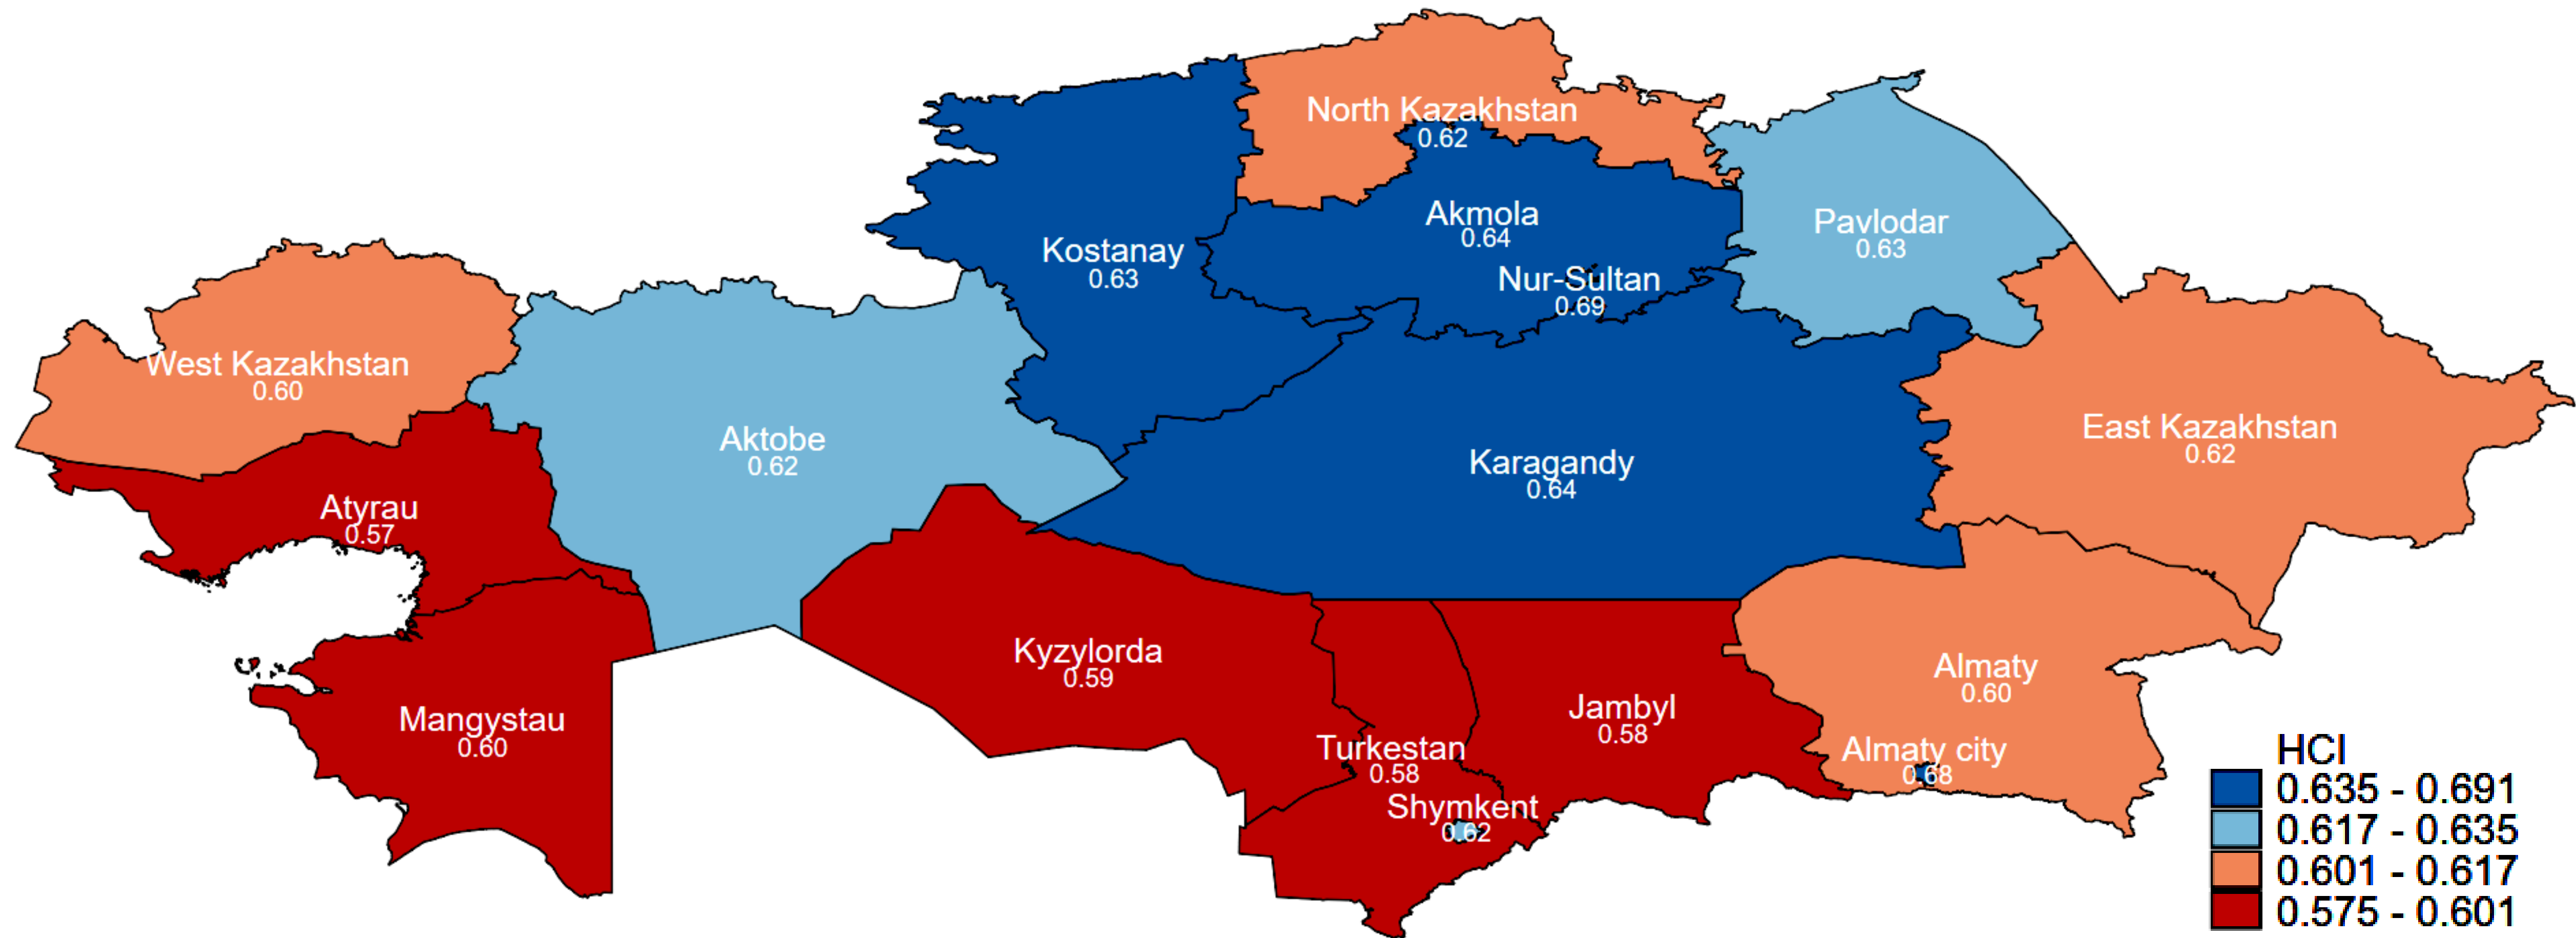 North Kazakhstan
0.62
Akmola
0.64
Pavlodar
0.63
Kostanay
0.63
Nur-Sultan
0.69
West Kazakhstan
0.60
Aktobe
0.62
East Kazakhstan
0.62
Karagandy
0.64
Atyrau
0.57
Kyzylorda
0.59
Almaty
0.60
Mangystau
0.60
Jambyl
0.58
Turkestan
0.58
Almaty city
0.68
Shymkent
0.62
HCI
0.635 - 0.691
0.617 - 0.635
0.601 - 0.617
0.575 - 0.601